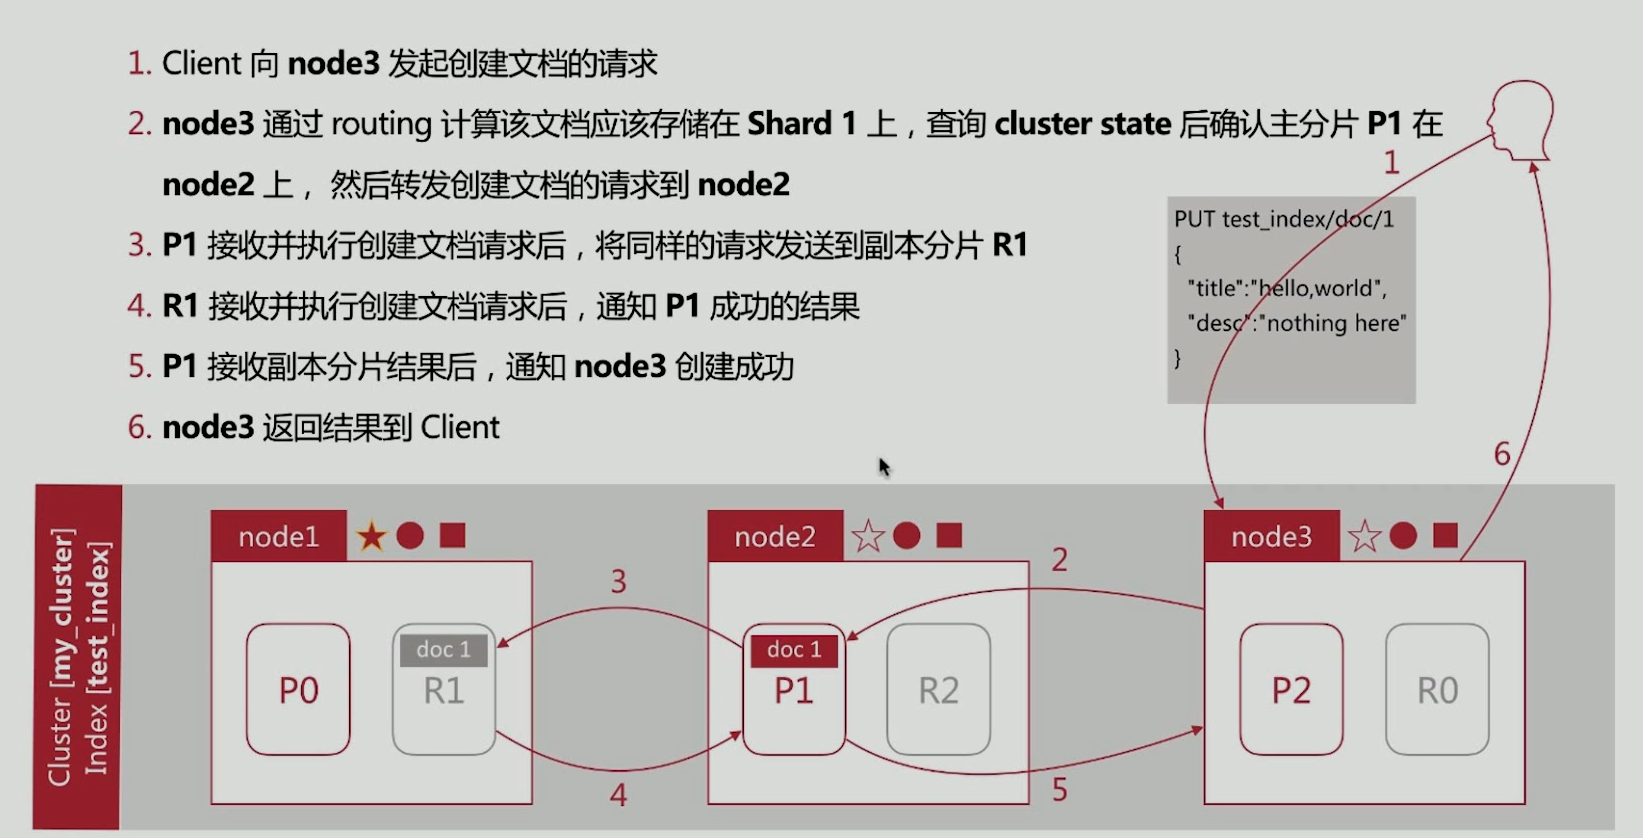 1. Client 向 node3 发起创建文档的请求
2. node3 通过 routing 计算该文档应该存储在 Shard 1 上，查询 cluster state 后确认主分片 P1 在
node2 上， 然后转发创建文档的请求到 node2
3. P1 接收并执行创建文档请求后，将同样的请求发送到副本分片 R1
4. R1 接收并执行创建文档请求后，通知 P1 成功的结果
5. P1 接收副本分片结果后，通知 node3 创建成功
6. node3 返回结果到 Client
1
PUT test_index/doc/1
{
"title":"hello,world",
"desc":"nothing here"
}
6
Cluster [my_cluster]
Index [test_index]
node1
node2
node3
3
2
doc 1
doc 1
P0
R1
P1
R2
P2
R0
4
5